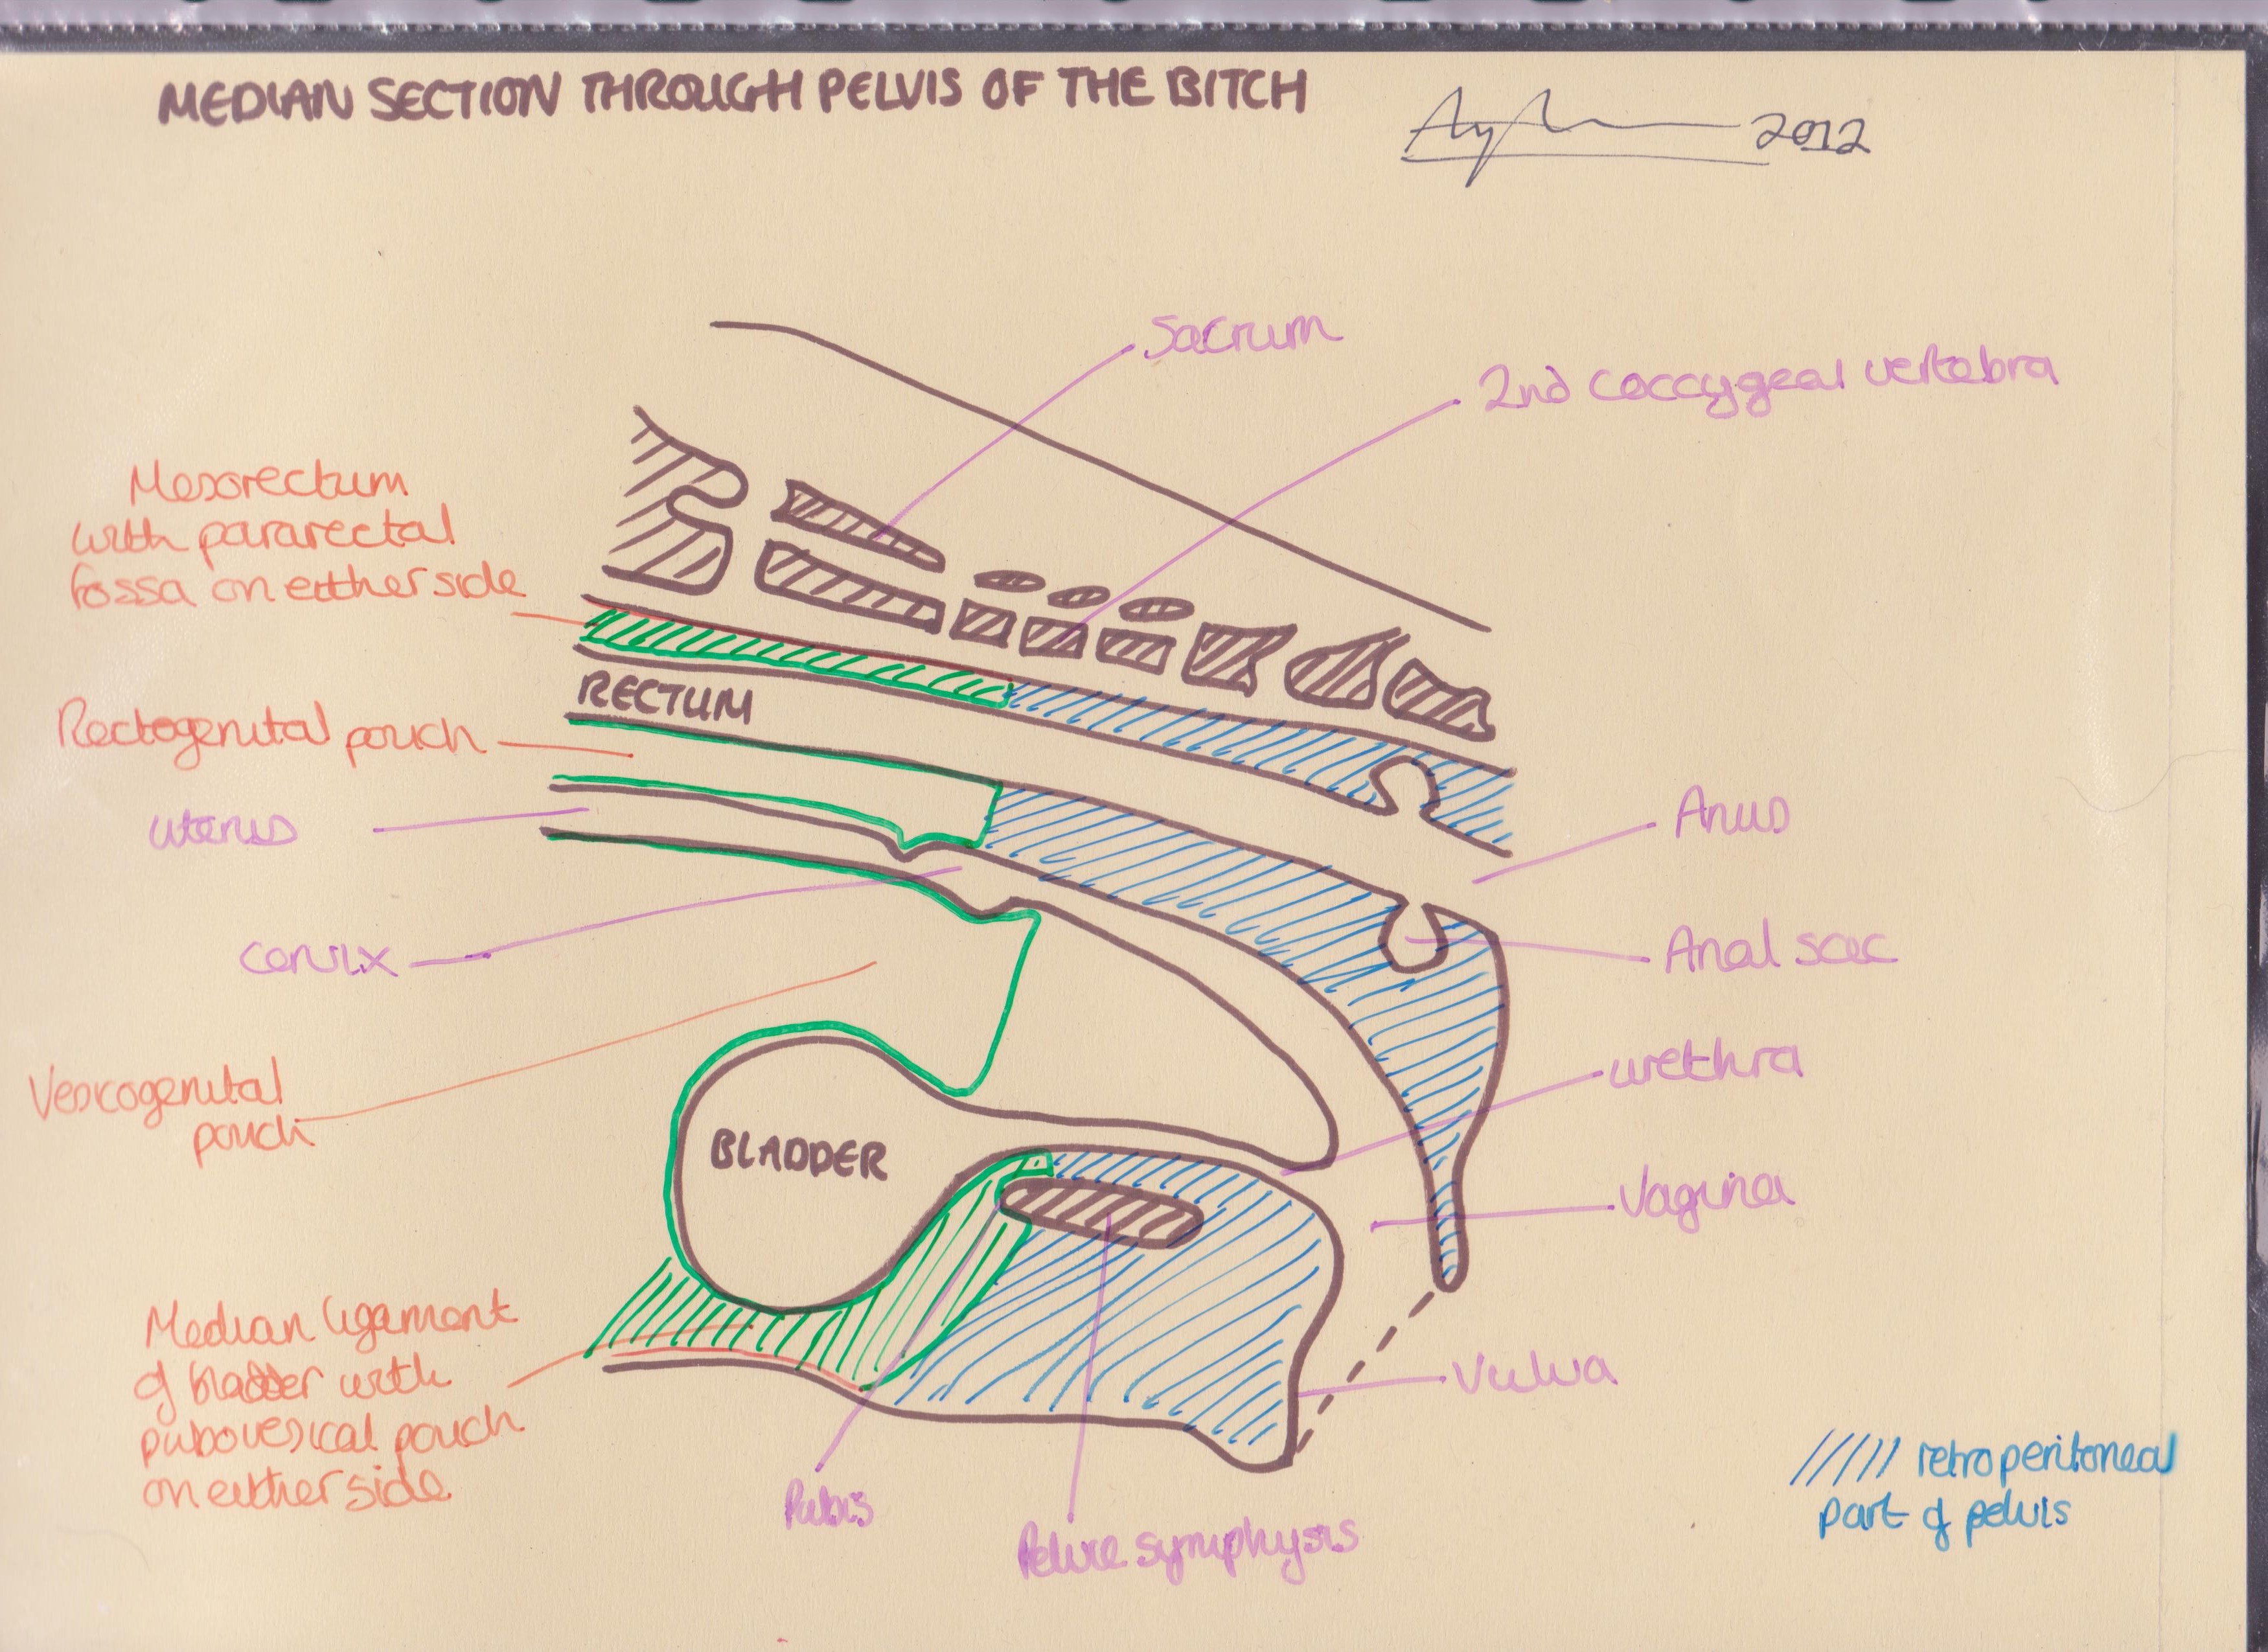 MEDIAN SECTION THROUGH PELVIS OF THE BITCH
2012
Sacrum
2nd coccygeal vertebra
Mesorectum
with pararectal
fossa on either side
RECTUM
Rectogenital pouch
uterus
Anus
cervix
Anal sac
urethra
Vesicogenital
pouch
BLADDER
Vagina
Median ligament
of bladder with
pubovesical pouch
on either side
Vulva
retroperitoneal
part of pelvis
Pubis
Pelvic symphysis